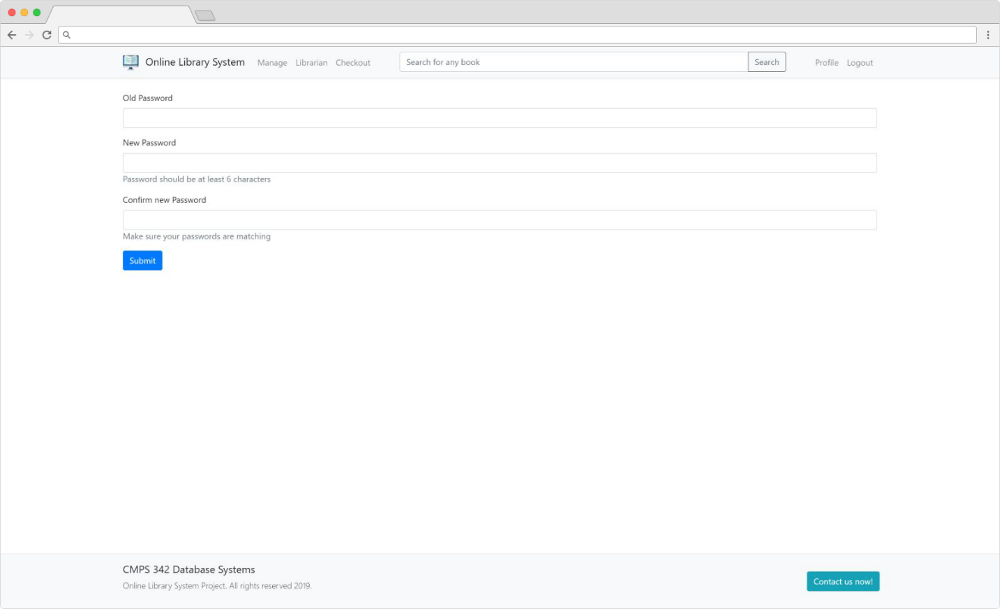 Online Library System Manage Librarian Checkout Search for any book Search Profile Logout
Old Password
New Password
Password should be at least 6 characters
Confirm new Password
Make sure your passwords are matching
Submit
CMPS 342 Database Systems
Online Library System Project. All rights reserved 2019.
Contact us now!